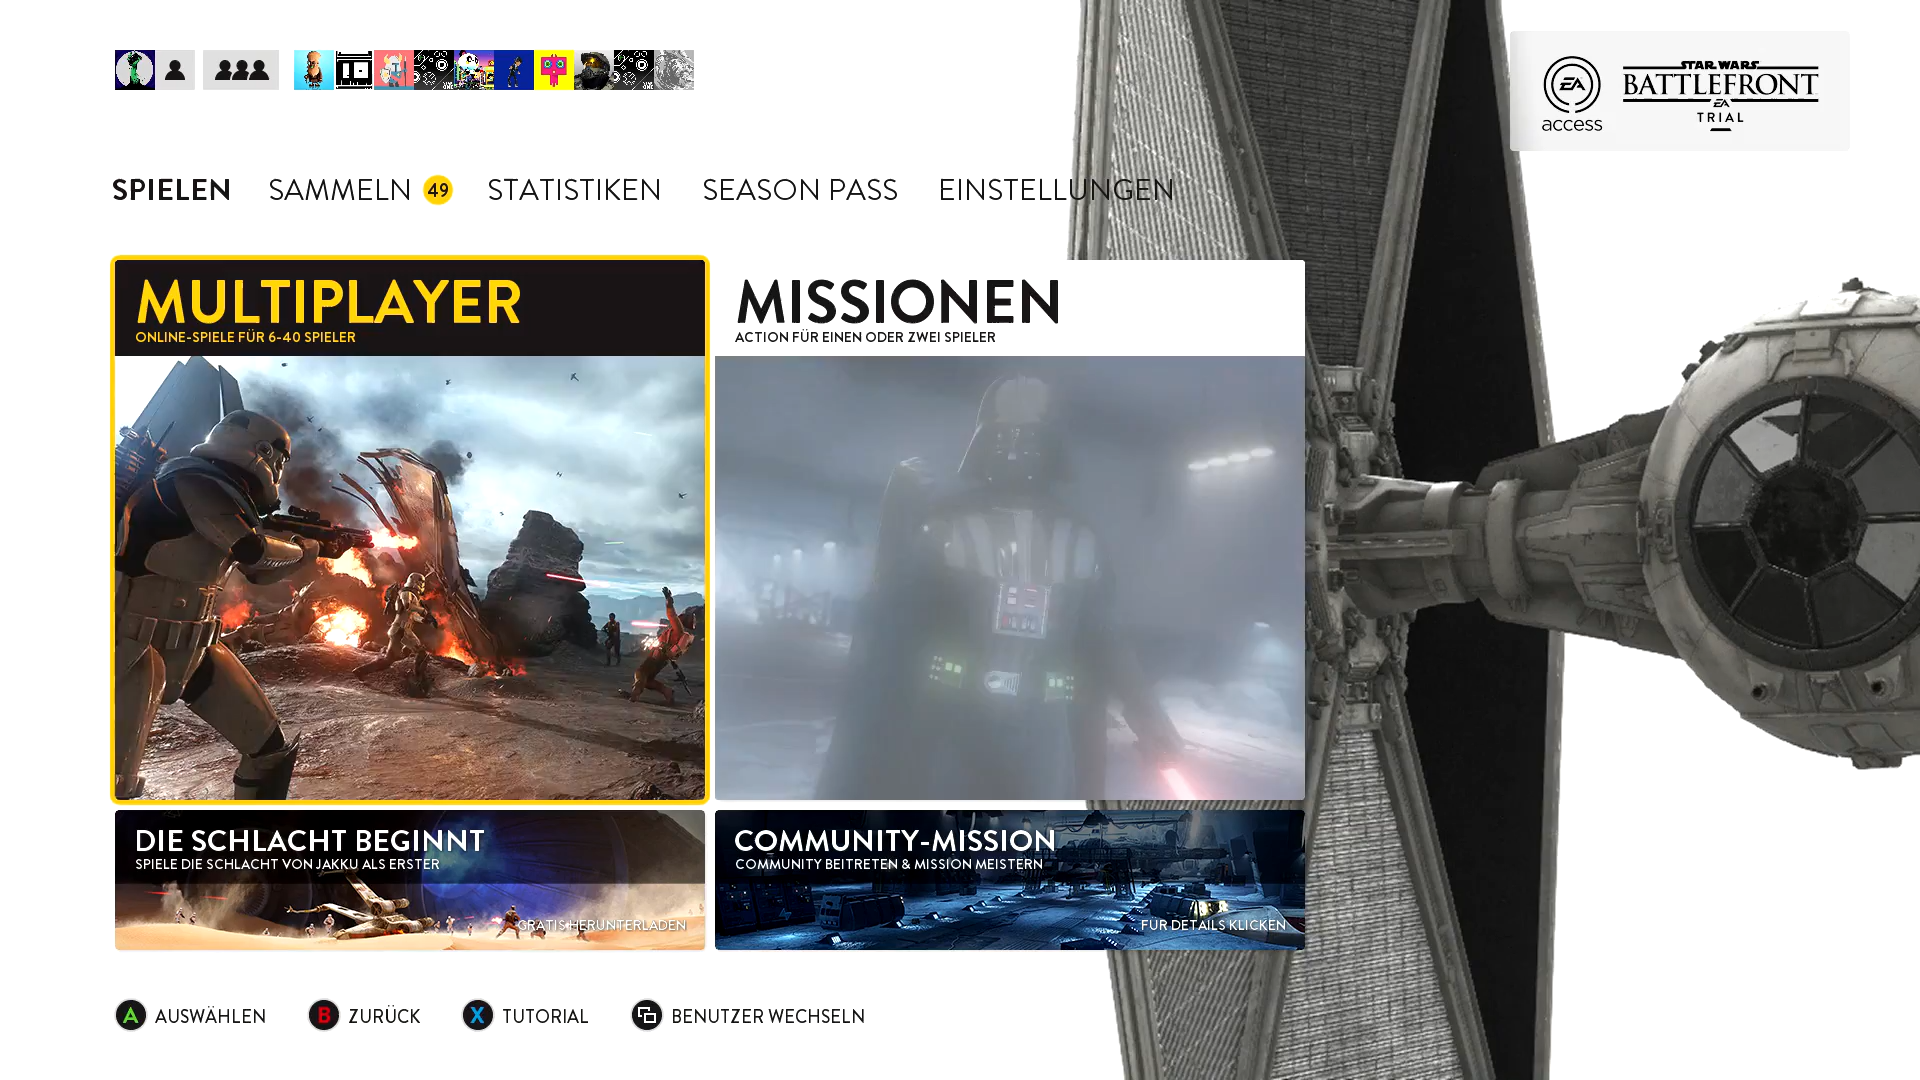 STAR WARS
BATTLEFRONT
EA
access
EA
TRIAL
SPIELEN SAMMELN 49 STATISTIKEN SEASON PASS EINSTELLUNGEN
MULTIPLAYER
ONLINE-SPIELE FÜR 6-40 SPIELER
MISSIONEN
ACTION FÜR EINEN ODER ZWEI SPIELER
DIE SCHLACHT BEGINNT
SPIELE DIE SCHLACHT VON JAKKU ALS ERSTER
GRATIS HERUNTERLADEN
COMMUNITY-MISSION
COMMUNITY BEITRETEN & MISSION MEISTERN
FÜR DETAILS KLICKEN
A AUSWÄHLEN B ZURÜCK X TUTORIAL BENUTZER WECHSELN